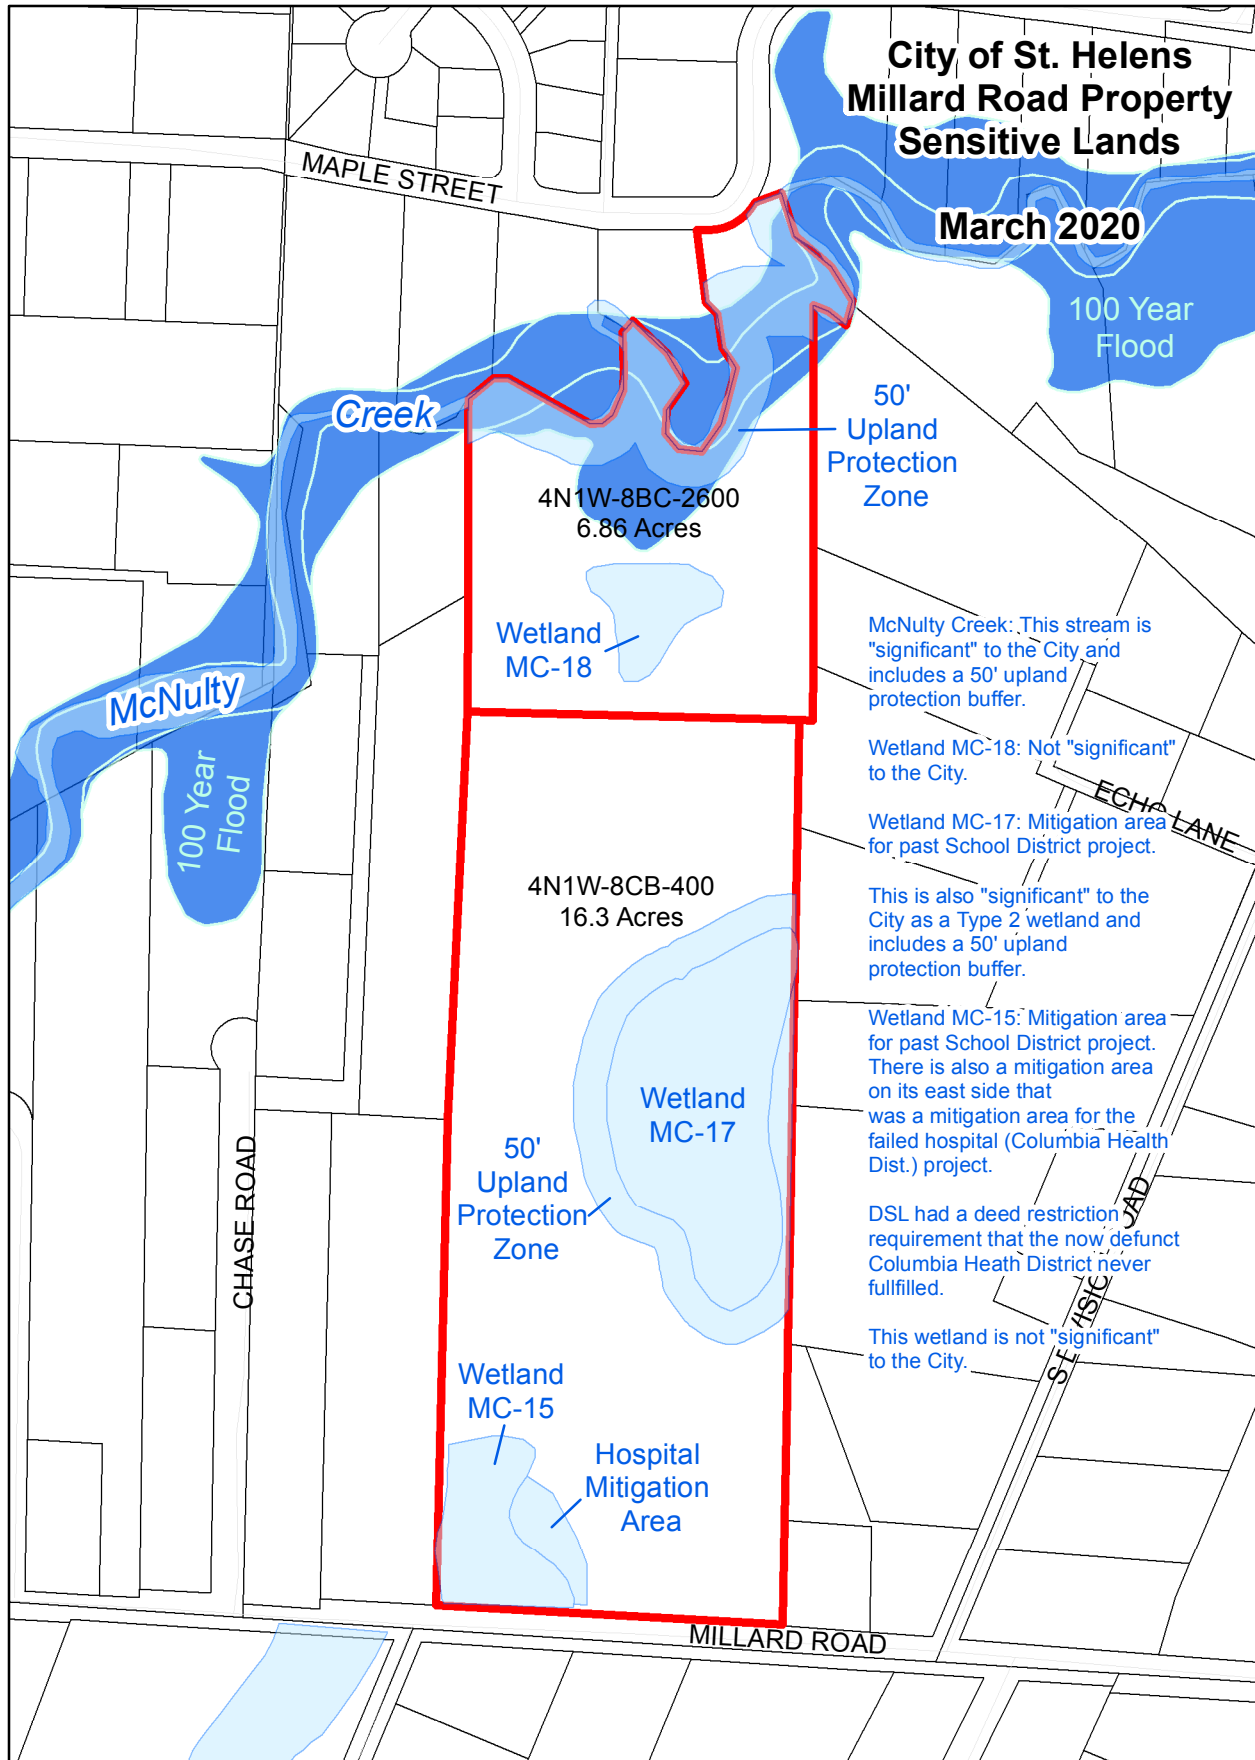 City of St. Helens
Millard Road Property
Sensitive Lands
March 2020
MAPLE STREET
100 Year
Flood
Creek
50'
Upland
Protection
Zone
4N1W-8BC-2600
6.86 Acres
Wetland
MC-18
McNulty
100 Year
Flood
McNulty Creek: This stream is
"significant" to the City and
includes a 50' upland
protection buffer.
Wetland MC-18: Not "significant"
to the City.
ECHO LANE
Wetland MC-17: Mitigation area
for past School District project.
This is also "significant" to the
City as a Type 2 wetland and
includes a 50' upland
protection buffer.
Wetland MC-15: Mitigation area
for past School District project.
There is also a mitigation area
on its east side that
was a mitigation area for the
failed hospital (Columbia Health
Dist.) project.
DSL had a deed restriction
requirement that the now defunct
Columbia Heath District never
fullfilled.
This wetland is not "significant"
to the City.
4N1W-8CB-400
16.3 Acres
Wetland
MC-17
50'
Upland
Protection
Zone
CHASE ROAD
Wetland
MC-15
Hospital
Mitigation
Area
MILLARD ROAD